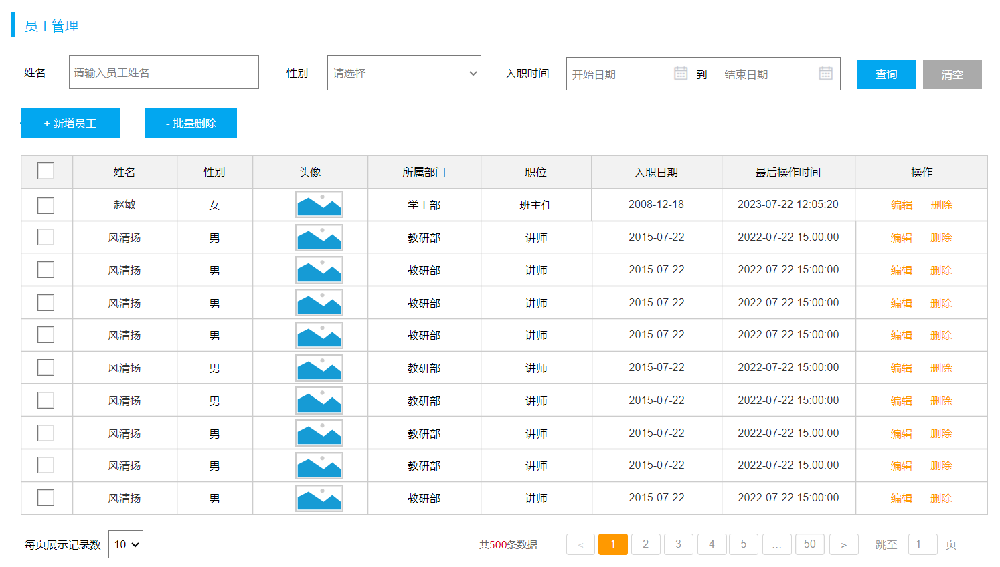 员工管理
姓名 请输入员工姓名 性别 请选择 入职时间 开始日期 到 结束日期 查询 清空
+ 新增员工 - 批量删除
姓名 性别 头像 所属部门 职位 入职日期 最后操作时间 操作
赵敏 女 学工部 班主任 2008-12-18 2023-07-22 12:05:20 编辑 删除
风清扬 男 教研部 讲师 2015-07-22 2022-07-22 15:00:00 编辑 删除
风清扬 男 教研部 讲师 2015-07-22 2022-07-22 15:00:00 编辑 删除
风清扬 男 教研部 讲师 2015-07-22 2022-07-22 15:00:00 编辑 删除
风清扬 男 教研部 讲师 2015-07-22 2022-07-22 15:00:00 编辑 删除
风清扬 男 教研部 讲师 2015-07-22 2022-07-22 15:00:00 编辑 删除
风清扬 男 教研部 讲师 2015-07-22 2022-07-22 15:00:00 编辑 删除
风清扬 男 教研部 讲师 2015-07-22 2022-07-22 15:00:00 编辑 删除
风清扬 男 教研部 讲师 2015-07-22 2022-07-22 15:00:00 编辑 删除
风清扬 男 教研部 讲师 2015-07-22 2022-07-22 15:00:00 编辑 删除
每页展示记录数 10 共500条数据 < 1 2 3 4 5 ... 50 > 跳至 1 页